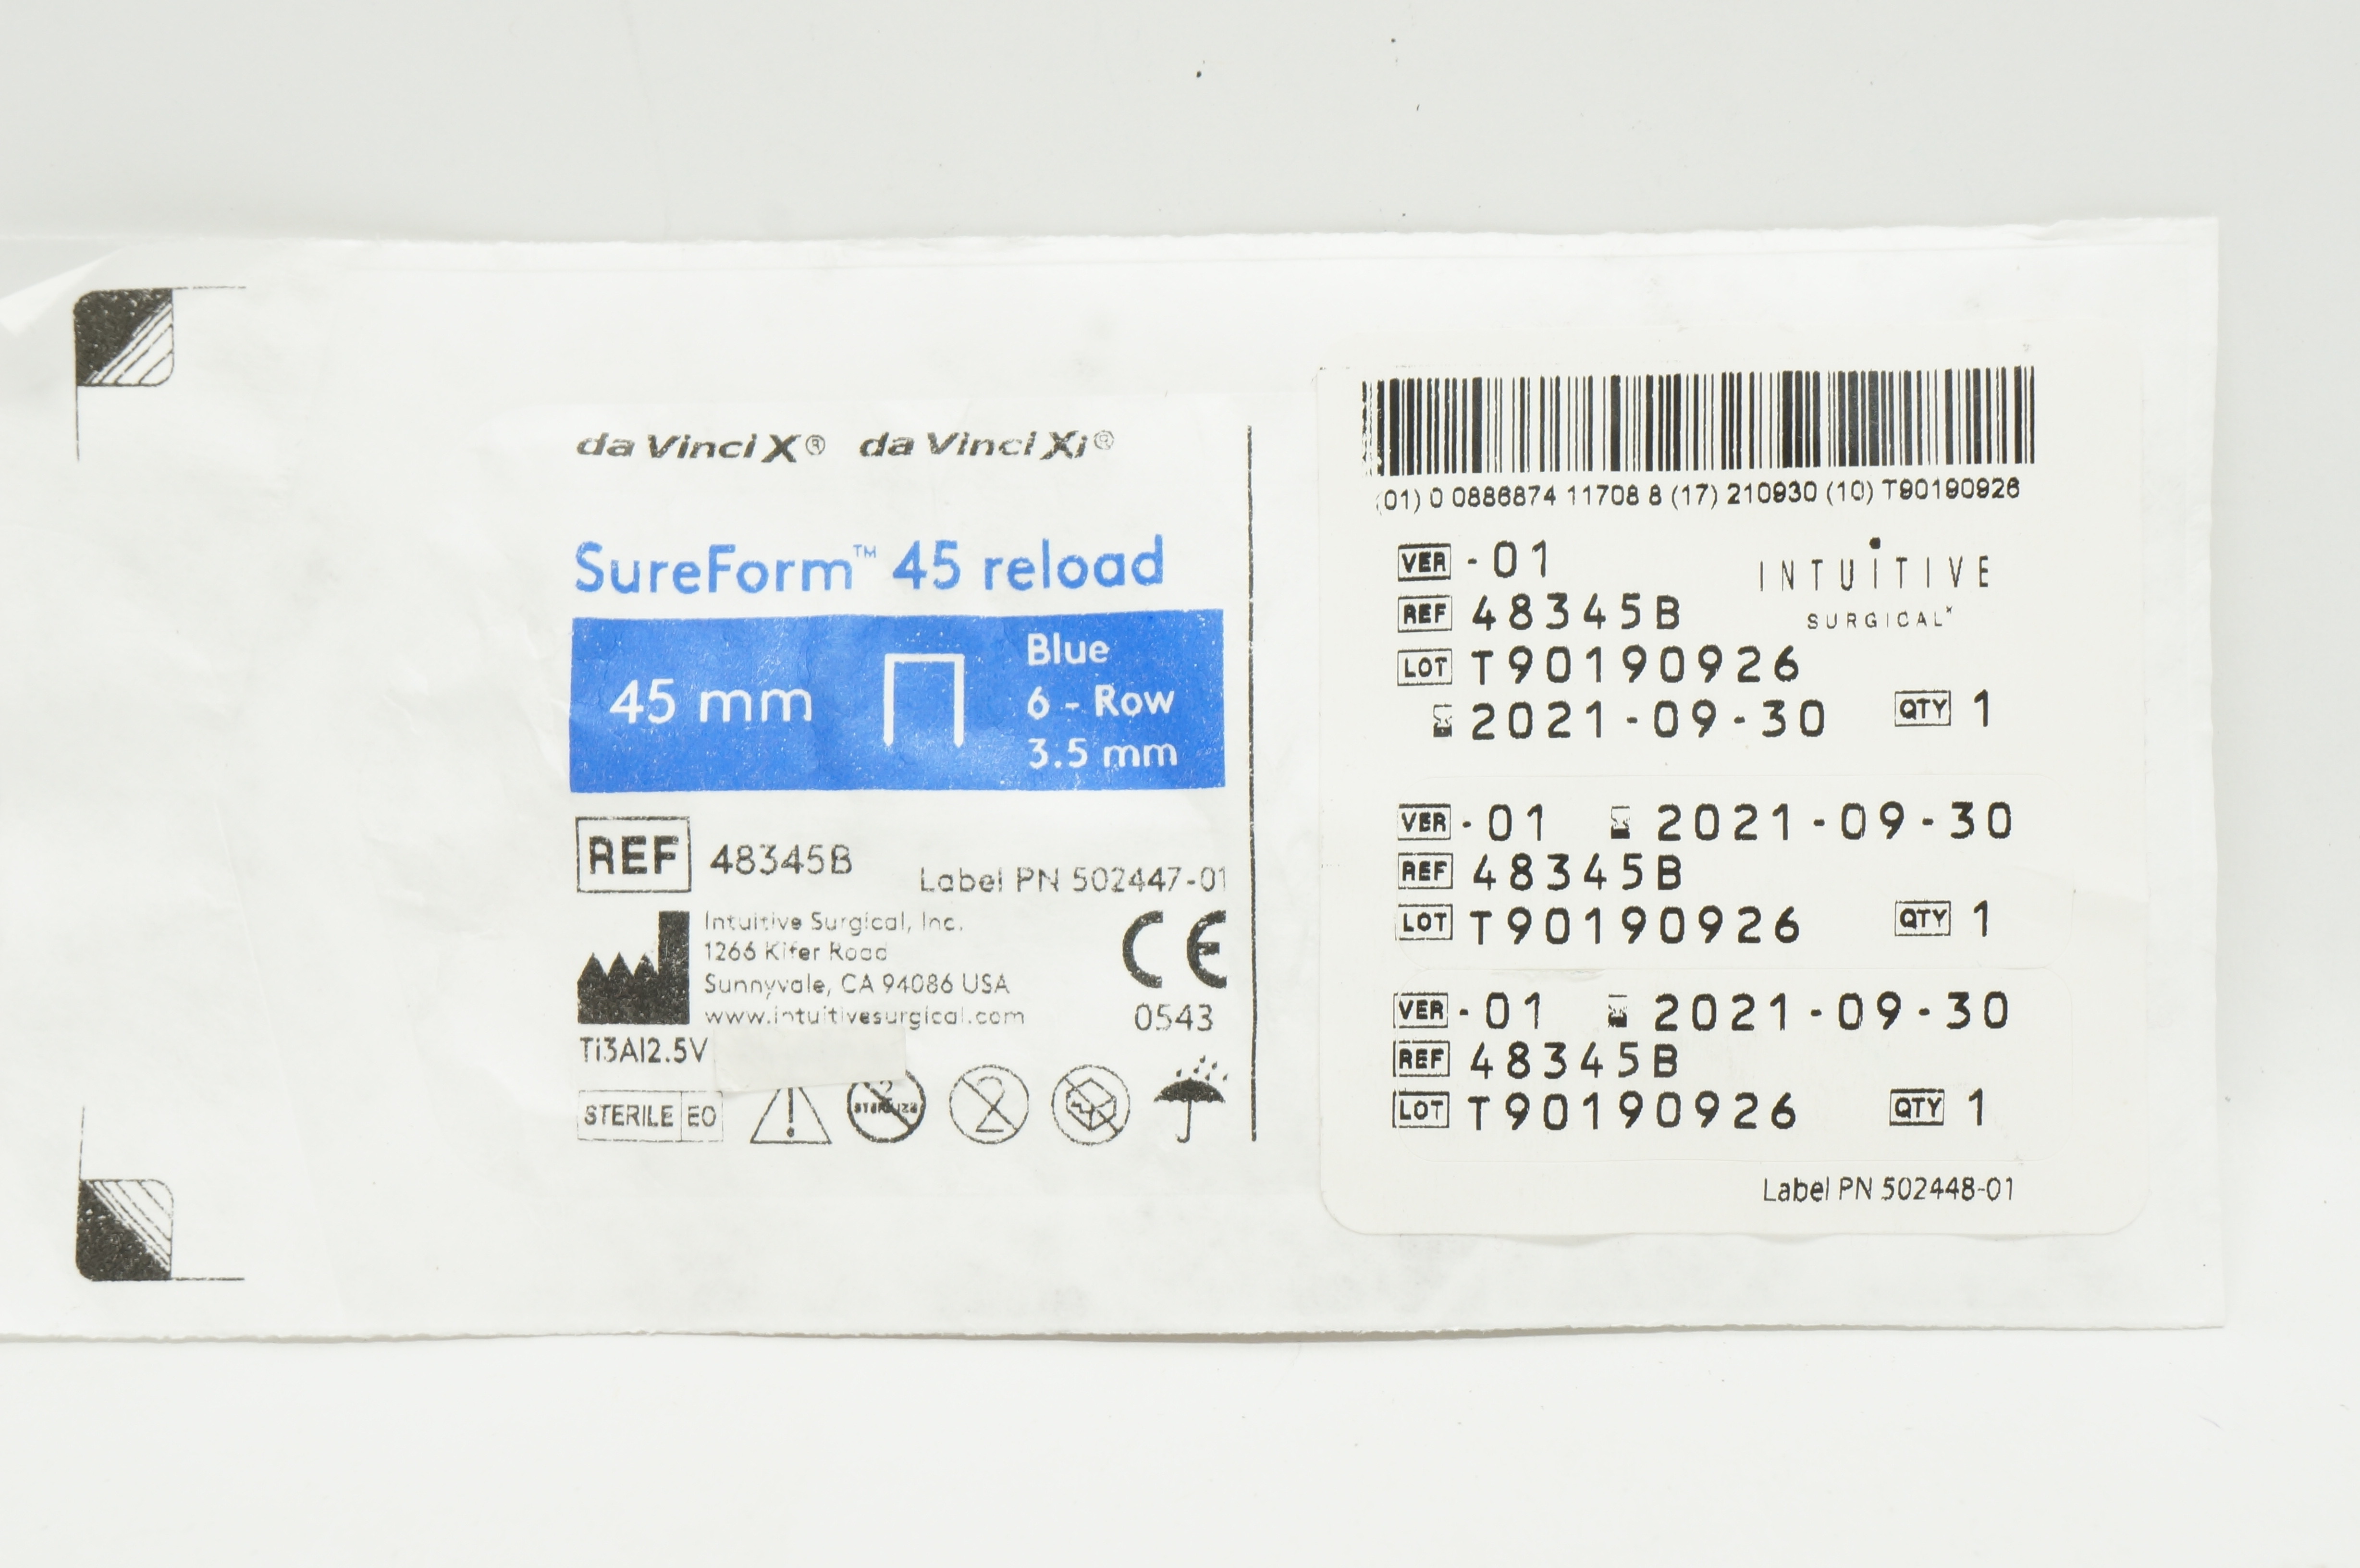 da Vinci X® da Vinci Xi®
SureForm™ 45 reload
45 mm
Blue
6 - Row
3.5 mm
REF 48345B
Label PN 502447-01
Intuitive Surgical, Inc.
1266 Kifer Road
Sunnyvale, CA 94086 USA
www.intuitivesurgical.com
CE
0543
Ti3Al2.5V
STERILE EO
2
STERILIZE
2
(01) 0 0886874 11708 8 (17) 210930 (10) T90190926
VER -01
INTUITIVE
SURGICAL
REF 48345B
LOT T90190926
2021-09-30 QTY 1
VER -01 2021-09-30
REF 48345B
LOT T90190926 QTY 1
VER -01 2021-09-30
REF 48345B
LOT T90190926 QTY 1
Label PN 502448-01